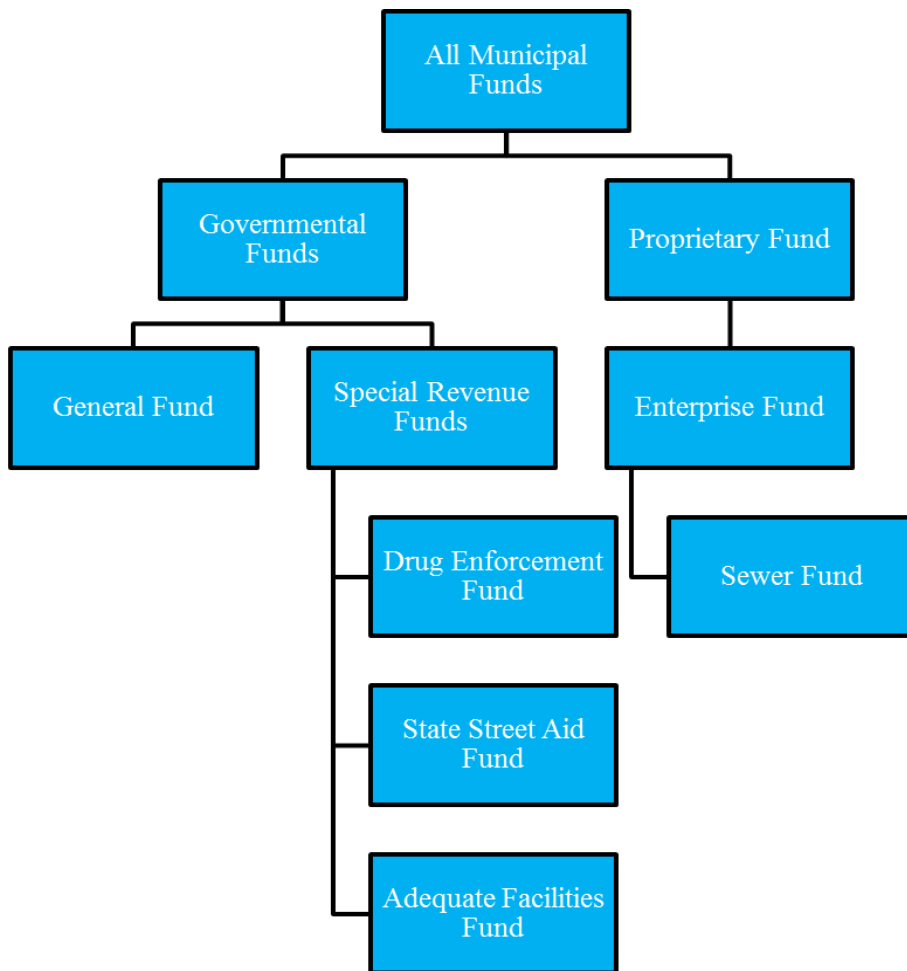 All Municipal
Funds
Governmental
Funds
Proprietary Fund
General Fund
Special Revenue
Funds
Enterprise Fund
Drug Enforcement
Fund
Sewer Fund
State Street Aid
Fund
Adequate Facilities
Fund